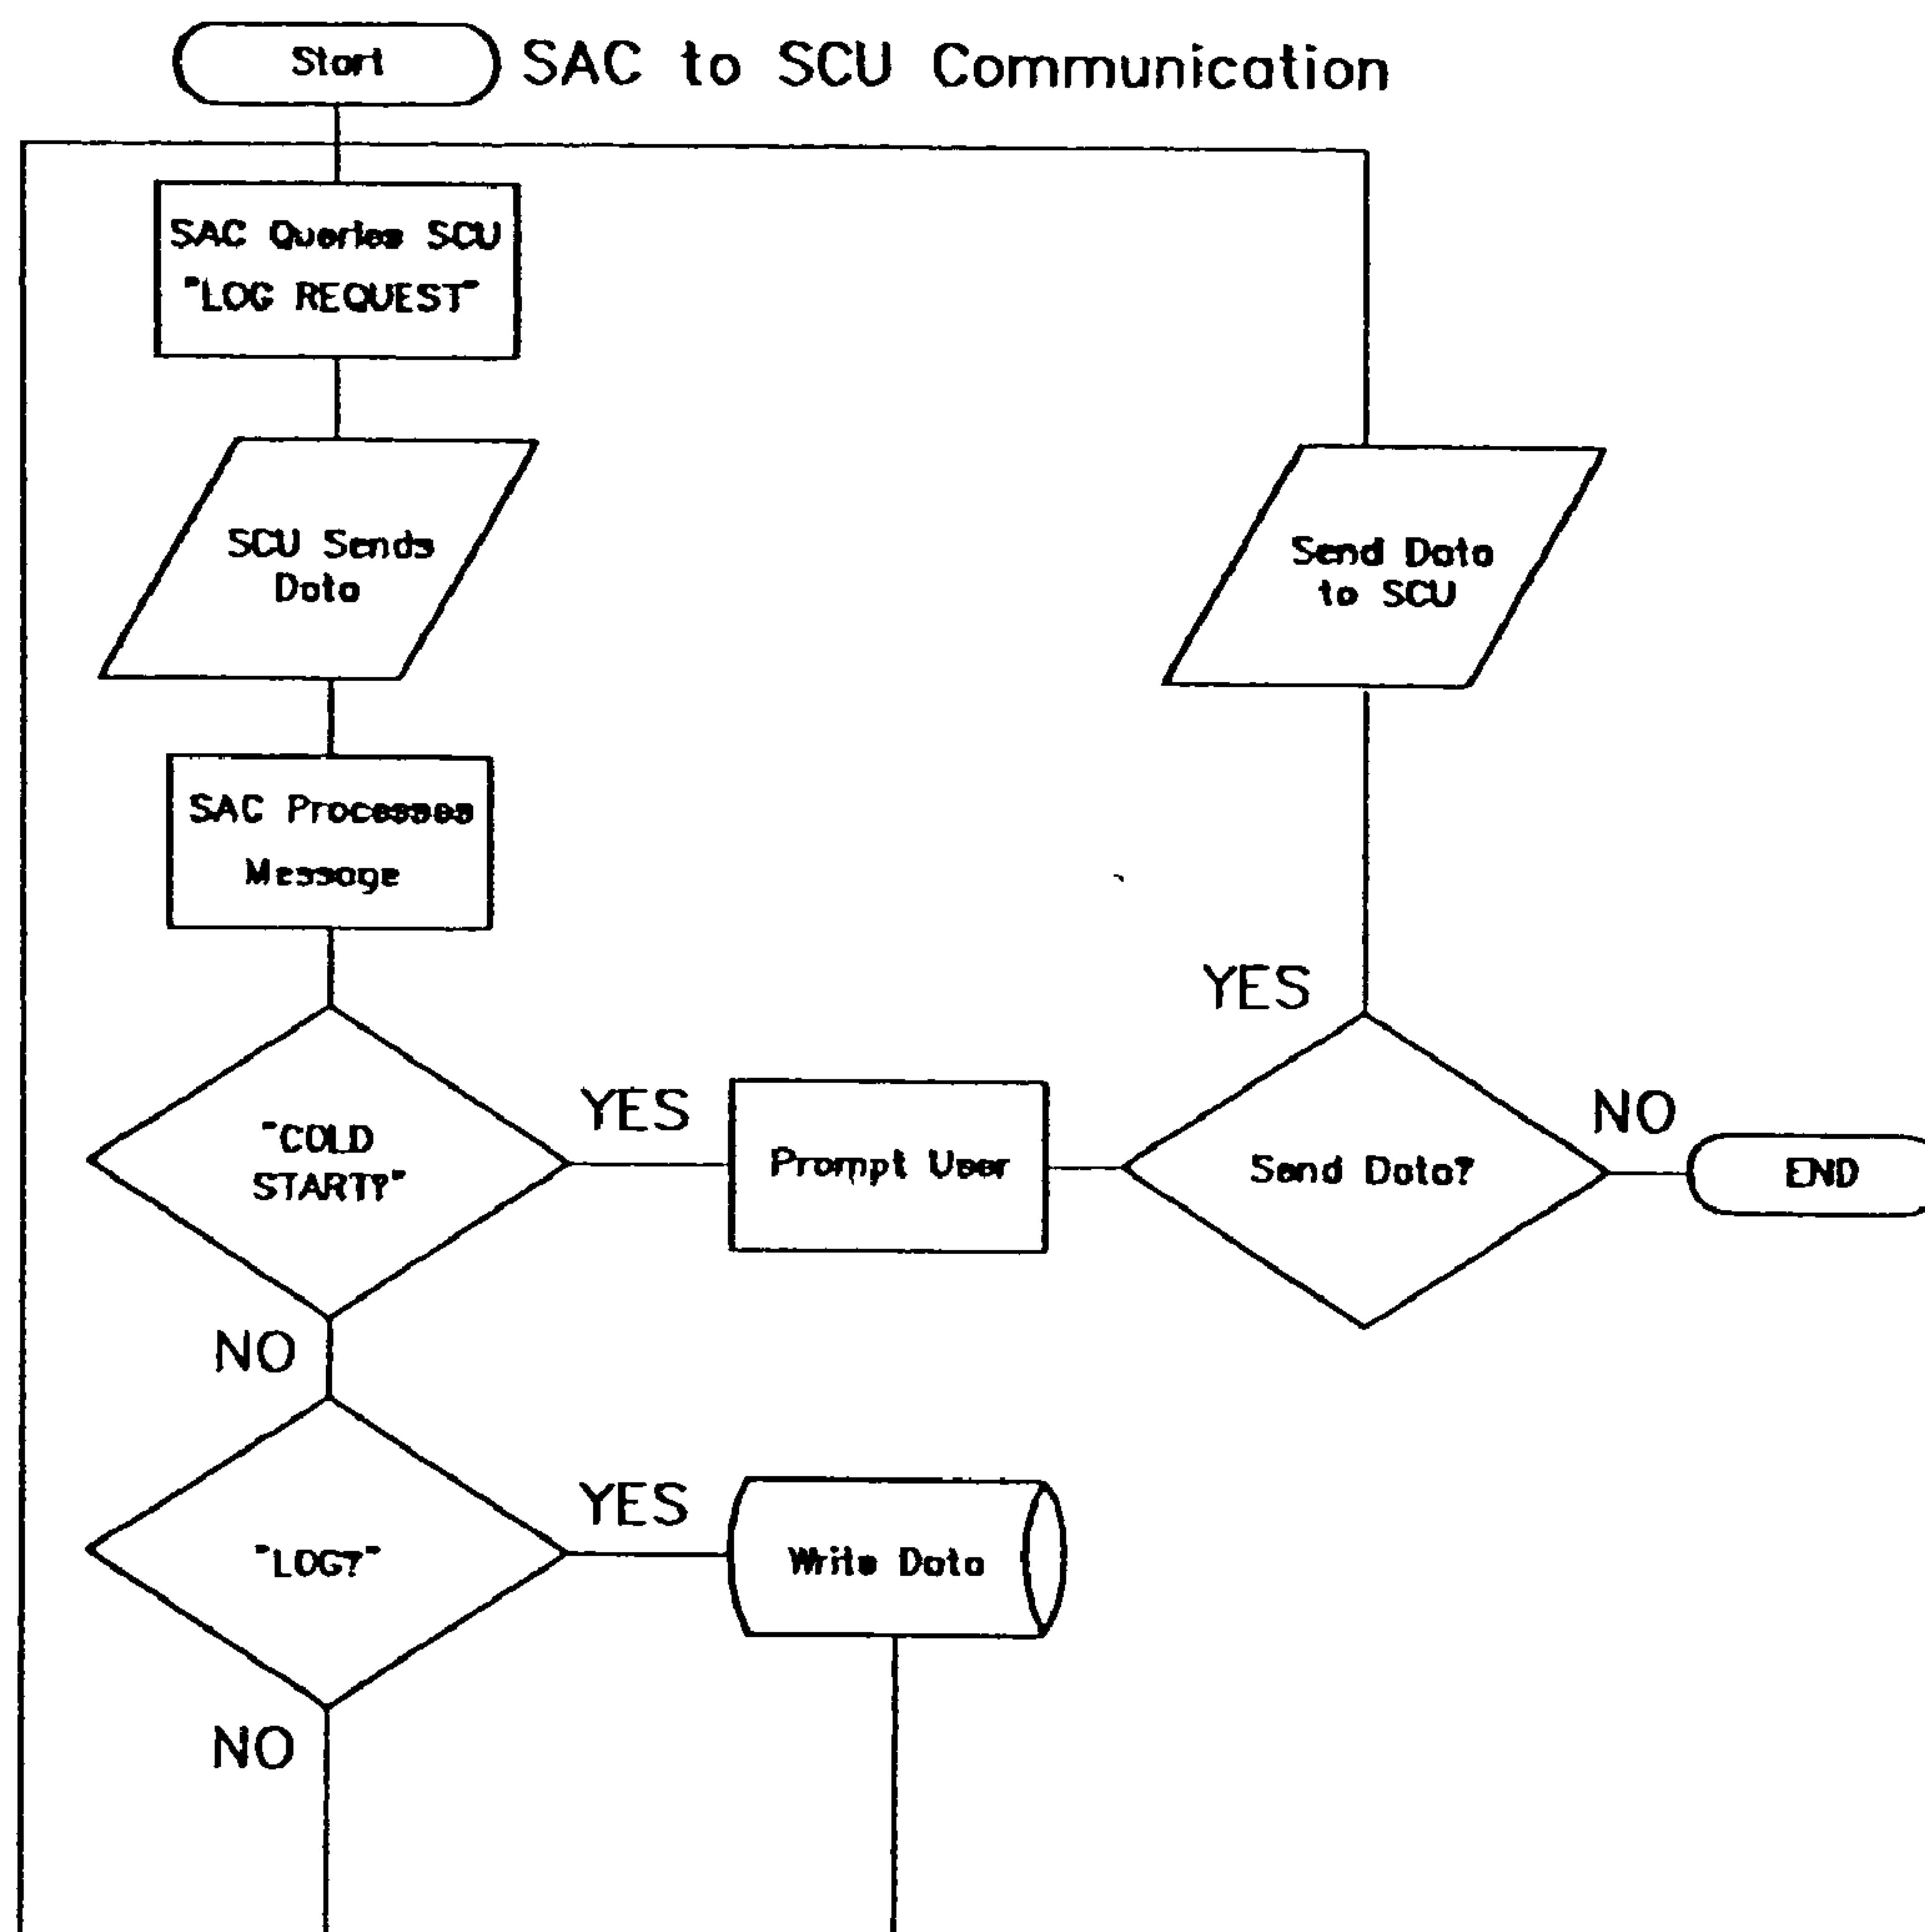 Start
SAC to SCU Communication
SAC Queries SCU
"LOG REQUEST"
SCU Sends
Data
Send Data
to SCU
SAC Processes
Message
YES
"COLD
START?"
YES
Prompt User
Send Data?
NO
END
NO
"LOG?"
YES
Write Data
NO